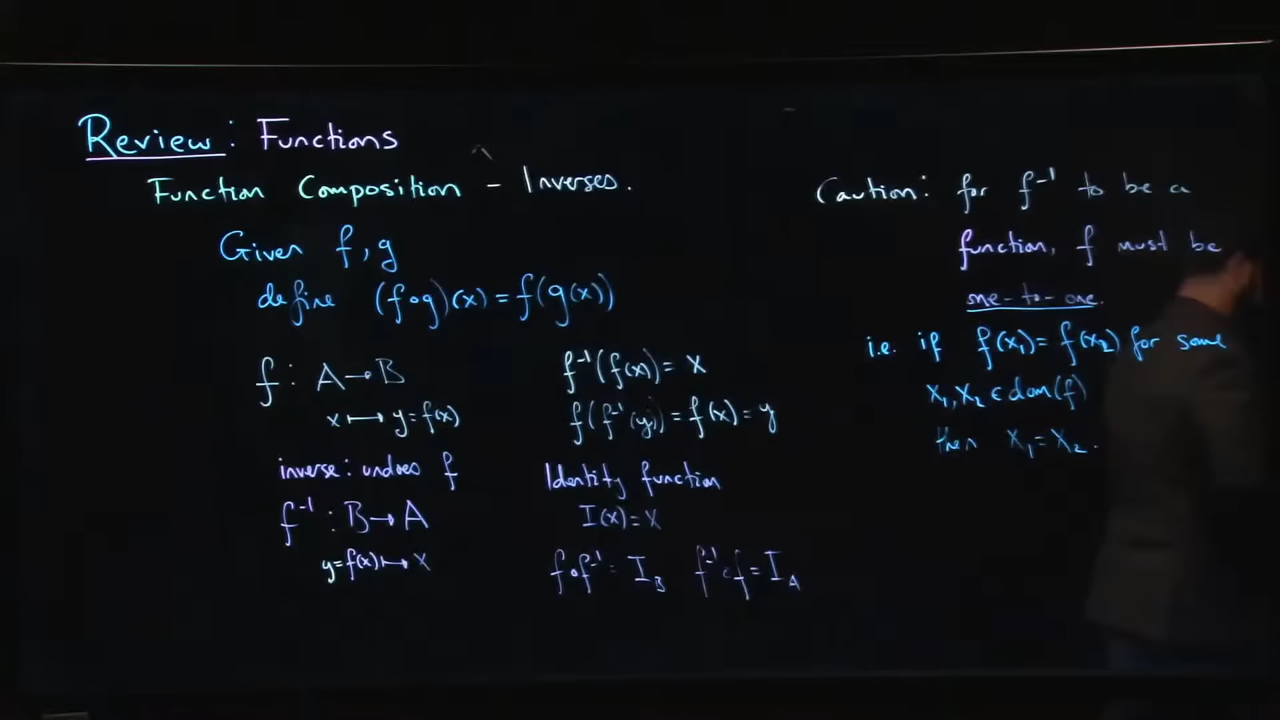 Review: Functions
Function Composition - Inverses.
Given f, g
define (f∘g)(x) = f(g(x))
f : A → B
x ↦ y = f(x)
inverse: undoes f
f⁻¹ : B → A
y = f(x) ↦ x
f⁻¹(f(x)) = x
f(f⁻¹(y)) = f(x) = y
Identity function
I(x) = x
f∘f⁻¹ = I_B f⁻¹∘f = I_A
Caution: for f⁻¹ to be a
function, f must be
one-to-one.
i.e. if f(x₁) = f(x₂) for some
x₁, x₂ ∈ dom(f)
then x₁ = x₂.